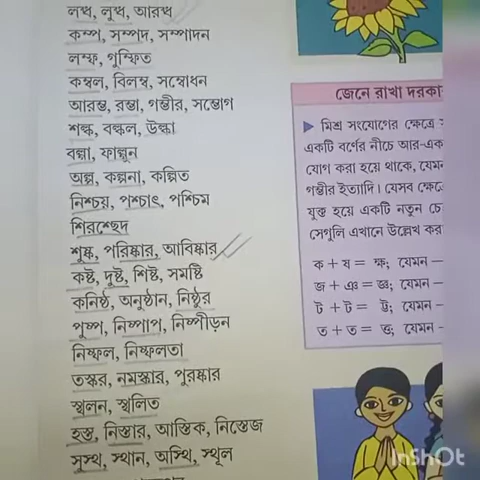 লব্ধ, লুব্ধ, আরব্ধ
কম্প, সম্পদ, সম্পাদন
লম্ফ, গুম্ফিত
কম্বল, বিলম্ব, সম্বোধন
আরম্ভ, রম্ভা, গম্ভীর, সম্ভোগ
শল্ক, বল্কল, উল্কা
বল্গা, ফাল্গুন
অল্প, কল্পনা, কল্পিত
নিশ্চয়, পশ্চাৎ, পশ্চিম
শিরশ্ছেদ
শুষ্ক, পরিষ্কার, আবিষ্কার
কষ্ট, দুষ্ট, শিষ্ট, সমষ্টি
কনিষ্ঠ, অনুষ্ঠান, নিষ্ঠুর
পুষ্প, নিষ্পাপ, নিষ্পীড়ন
নিষ্ফল, নিষ্ফলতা
তস্কর, নমস্কার, পুরস্কার
স্খলন, স্খলিত
হস্ত, নিস্তার, আস্তিক, নিস্তেজ
সুস্থ, স্থান, অস্থি, স্থূল
জেনে রাখা দরকা
▶ মিশ্র সংযোগের ক্ষেত্রে
একটি বর্ণের নীচে আর-এক
যোগ করা হয়ে থাকে, যেমন
গম্ভীর ইত্যাদি। যেসব ক্ষেত্রে
যুক্ত হয়ে একটি নতুন চে
সেগুলি এখানে উল্লেখ কর
ক + ষ = ক্ষ; যেমন —
জ + ঞ = জ্ঞ; যেমন —
ট + ট = ট্ট; যেমন —
ত + ত = ত্ত; যেমন —
InShOt